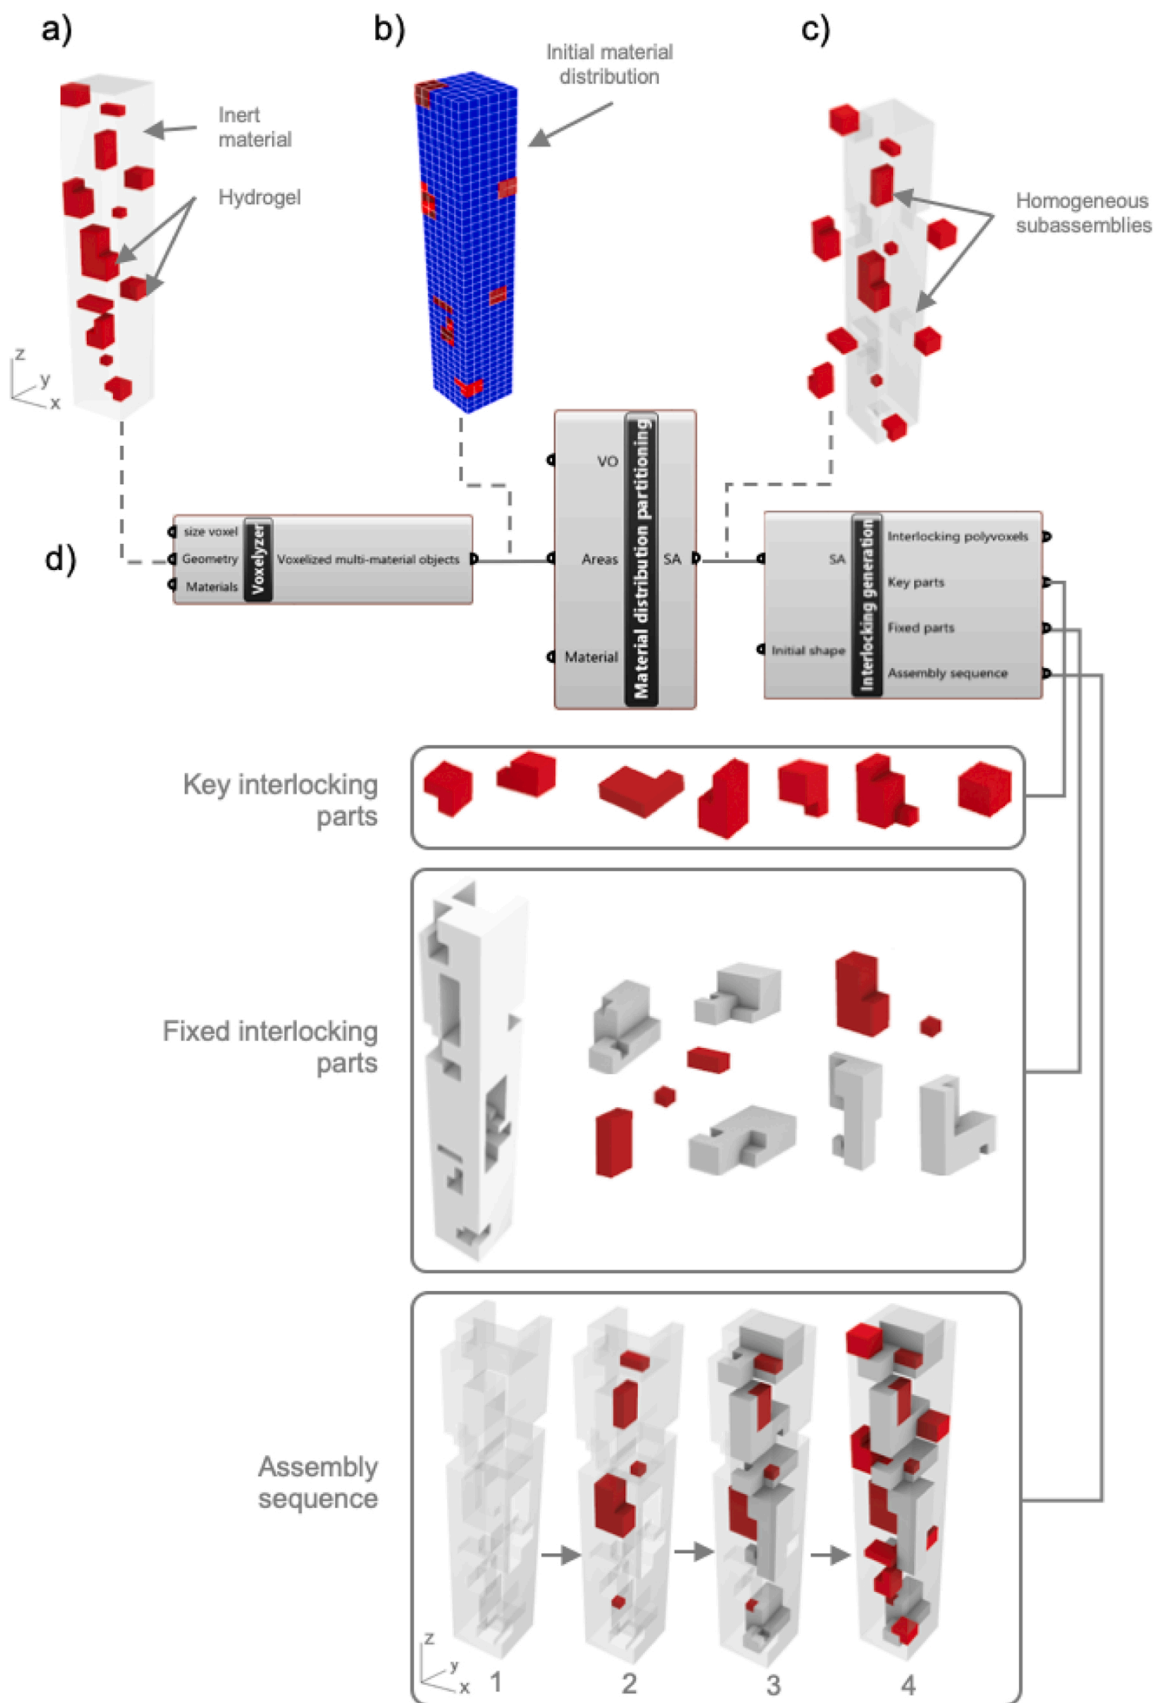 a)
b)
c)
Initial material
distribution
Inert
material
Hydrogel
Homogeneous
subassemblies
z
y
x
d)
size voxel
Geometry
Materials
Voxelyzer
Voxelized multi-material objects
VO
Areas
Material
Material distribution partitioning
SA
SA
Initial shape
Interlocking generation
Interlocking polyvoxels
Key parts
Fixed parts
Assembly sequence
Key interlocking
parts
Fixed interlocking
parts
Assembly
sequence
z
y
x
1
2
3
4